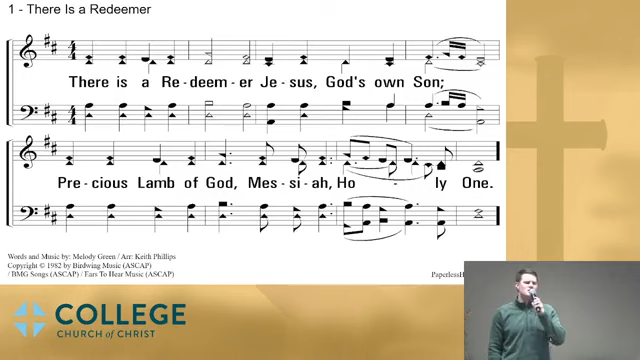 1 - There Is a Redeemer
There is a Re-deem-er Je-sus, God's own Son;
Pre-cious Lamb of God, Mes-si-ah, Ho - ly One.
Words and Music by: Melody Green / Arr: Keith Phillips
Copyright © 1982 by Birdwing Music (ASCAP)
/ BMG Songs (ASCAP) / Ears To Hear Music (ASCAP)
PaperlessH
COLLEGE
CHURCH of CHRIST